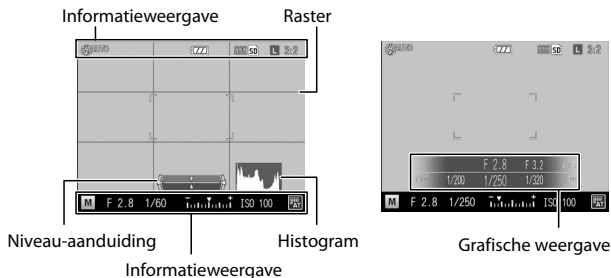 Informatieweergave Raster
AUTO SD L 3:2
AUTO SD L 3:2
F 2.8 F 3.2
1/200 1/250 1/320
M F 2.8 1/60 - + ISO 100 AT
M F 2.8 1/250 - + ISO 100 AT
Niveau-aanduiding Histogram Grafische weergave
Informatieweergave